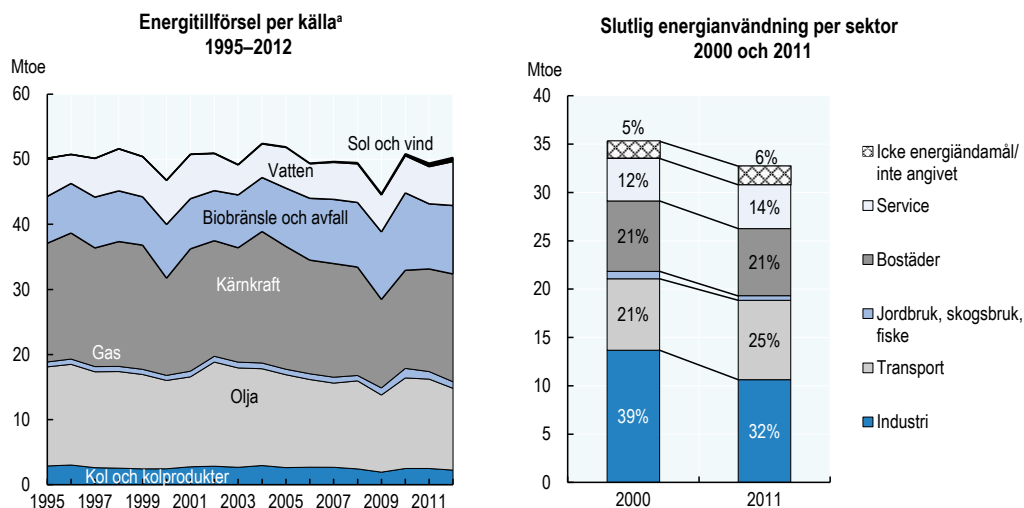 Energitillförsel per källaᵃ
1995–2012
Mtoe
60
50
40
30
20
10
0
Sol och vind
Vatten
Biobränsle och avfall
Kärnkraft
Gas
Olja
Kol och kolprodukter
1995 1997 1999 2001 2003 2005 2007 2009 2011
Slutlig energianvändning per sektor
2000 och 2011
Mtoe
40
35
30
25
20
15
10
5
0
5%
12%
21%
21%
39%
6%
14%
21%
25%
32%
2000 2011
Icke energiändamål/
inte angivet
Service
Bostäder
Jordbruk, skogsbruk,
fiske
Transport
Industri